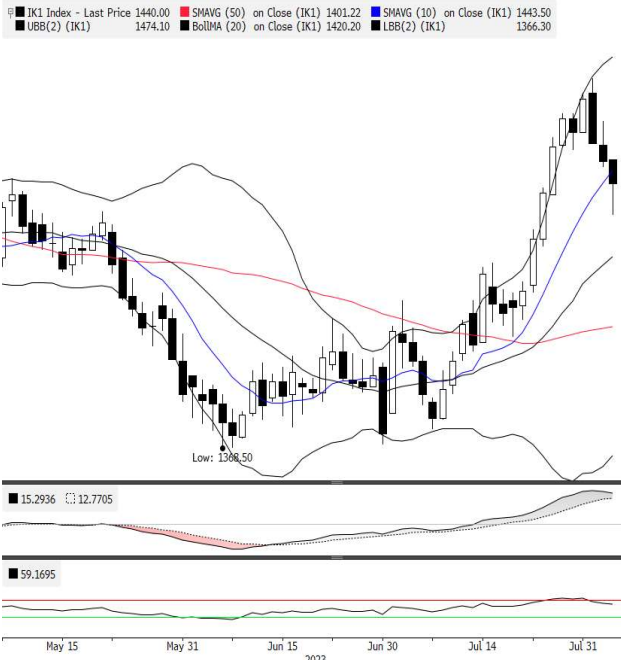 IK1 Index - Last Price 1440.00 SMAVG (50) on Close (IK1) 1401.22 SMAVG (10) on Close (IK1) 1443.50
UBB(2) (IK1) 1474.10 BollMA (20) on Close (IK1) 1420.20 LBB(2) (IK1) 1366.30
Low: 1368.50
15.2936 12.7705
59.1695
May 15 May 31 Jun 15 Jun 30 Jul 14 Jul 31
2023